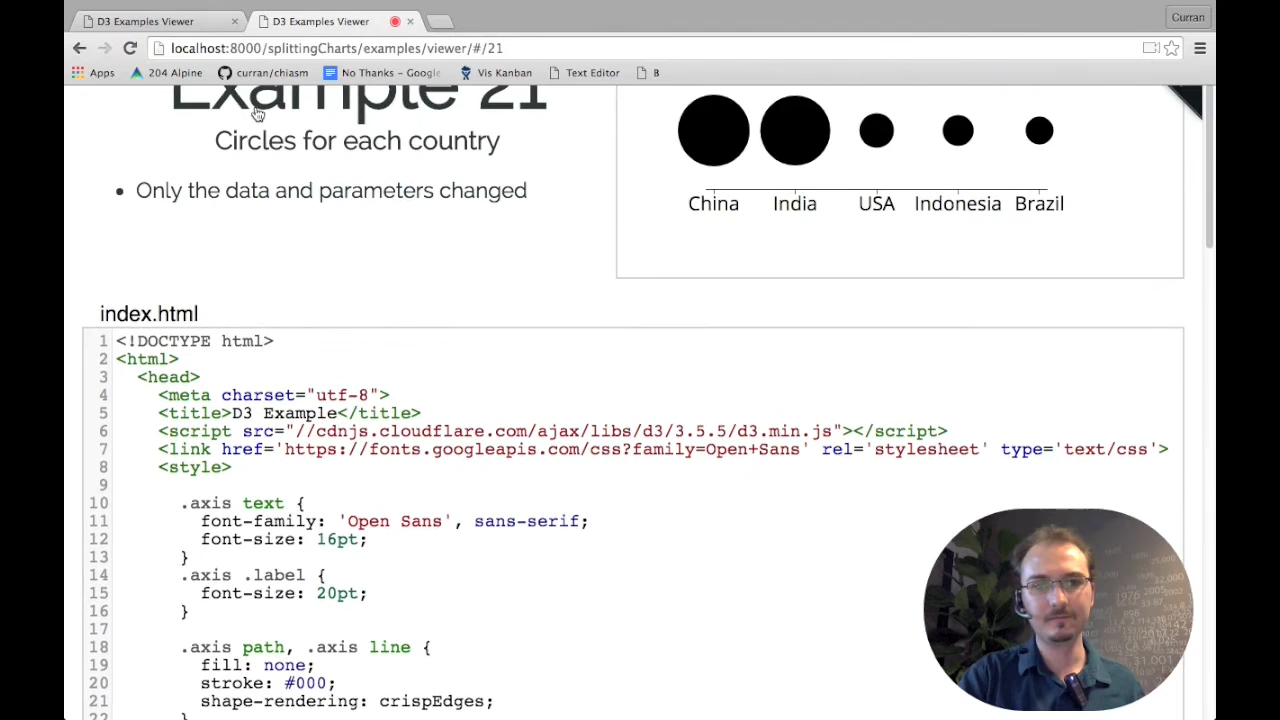 D3 Examples Viewer
D3 Examples Viewer
Curran
localhost:8000/splittingCharts/examples/viewer/#/21
Apps
204 Alpine
curran/chiasm
No Thanks - Google
Vis Kanban
Text Editor
B
Example 21
Circles for each country
• Only the data and parameters changed
China India USA Indonesia Brazil
index.html
1 <!DOCTYPE html>
2 <html>
3 <head>
4 <meta charset="utf-8">
5 <title>D3 Example</title>
6 <script src="//cdnjs.cloudflare.com/ajax/libs/d3/3.5.5/d3.min.js"></script>
7 <link href='https://fonts.googleapis.com/css?family=Open+Sans' rel='stylesheet' type='text/css'>
8 <style>
9
10 .axis text {
11 font-family: 'Open Sans', sans-serif;
12 font-size: 16pt;
13 }
14 .axis .label {
15 font-size: 20pt;
16 }
17
18 .axis path, .axis line {
19 fill: none;
20 stroke: #000;
21 shape-rendering: crispEdges;
22 }